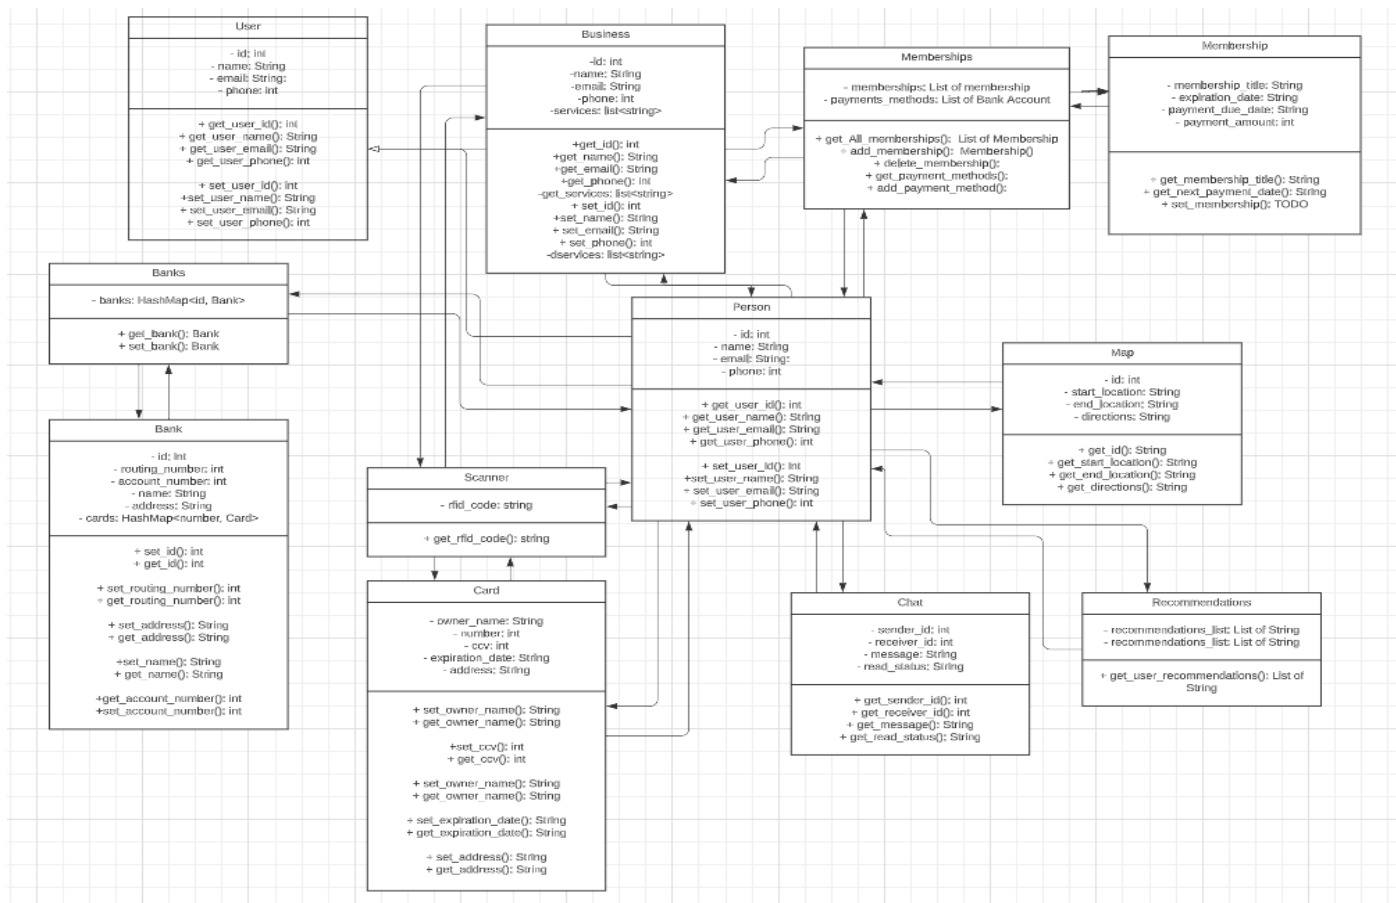 User
- id: int
- name: String
- email: String:
- phone: int
+ get_user_id(): int
+ get_user_name(): String
+ get_user_email(): String
+ get_user_phone(): int
+ set_user_id(): int
+set_user_name(): String
+ set_user_email(): String
+ set_user_phone(): int
Business
-id: int
-name: String
-email: String
-phone: int
-services: list<string>
+get_id(): int
+get_name(): String
+get_email(): String
+get_phone(): int
-get_services: list<string>
+ set_id(): int
+set_name(): String
+ set_email(): String
+ set_phone(): int
-dservices: list<string>
Memberships
- memberships: List of membership
- payments_methods: List of Bank Account
+ get_All_memberships(): List of Membership
+ add_membership(): Membership()
+ delete_membership():
+ get_payment_methods():
+ add_payment_method():
Membership
- membership_title: String
- expiration_date: String
- payment_due_date: String
- payment_amount: int
+ get_membership_title(): String
+ get_next_payment_date(): String
+ set_membership(): TODO
Banks
- banks: HashMap<id, Bank>
+ get_bank(): Bank
+ set_bank(): Bank
Person
- id: int
- name: String
- email: String:
- phone: int
+ get_user_id(): int
+ get_user_name(): String
+ get_user_email(): String
+ get_user_phone(): int
+ set_user_id(): int
+set_user_name(): String
+ set_user_email(): String
+ set_user_phone(): int
Map
- id: int
- start_location: String
- end_location: String
- directions: String
+ get_id(): String
+ get_start_location(): String
+ get_end_location(): String
+ get_directions(): String
Bank
- id: int
- routing_number: int
- account_number: int
- name: String
- address: String
- cards: HashMap<number, Card>
+ set_id(): int
+ get_id(): int
+ set_routing_number(): int
+ get_routing_number(): int
+ set_address(): String
+ get_address(): String
+set_name(): String
+ get_name(): String
+get_account_number(): int
+set_account_number(): int
Scanner
- rfid_code: string
+ get_rfid_code(): string
Card
- owner_name: String
- number: int
- ccv: int
- expiration_date: String
- address: String
+ set_owner_name(): String
+ get_owner_name(): String
+set_ccv(): int
+ get_ccv(): int
+ set_owner_name(): String
+ get_owner_name(): String
+ set_expiration_date(): String
+ get_expiration_date(): String
+ set_address(): String
+ get_address(): String
Chat
- sender_id: int
- receiver_id: int
- message: String
- read_status: String
+ get_sender_id(): int
+ get_receiver_id(): int
+ get_message(): String
+ get_read_status(): String
Recommendations
- recommendations_list: List of String
- recommendations_list: List of String
+ get_user_recommendations(): List of
String